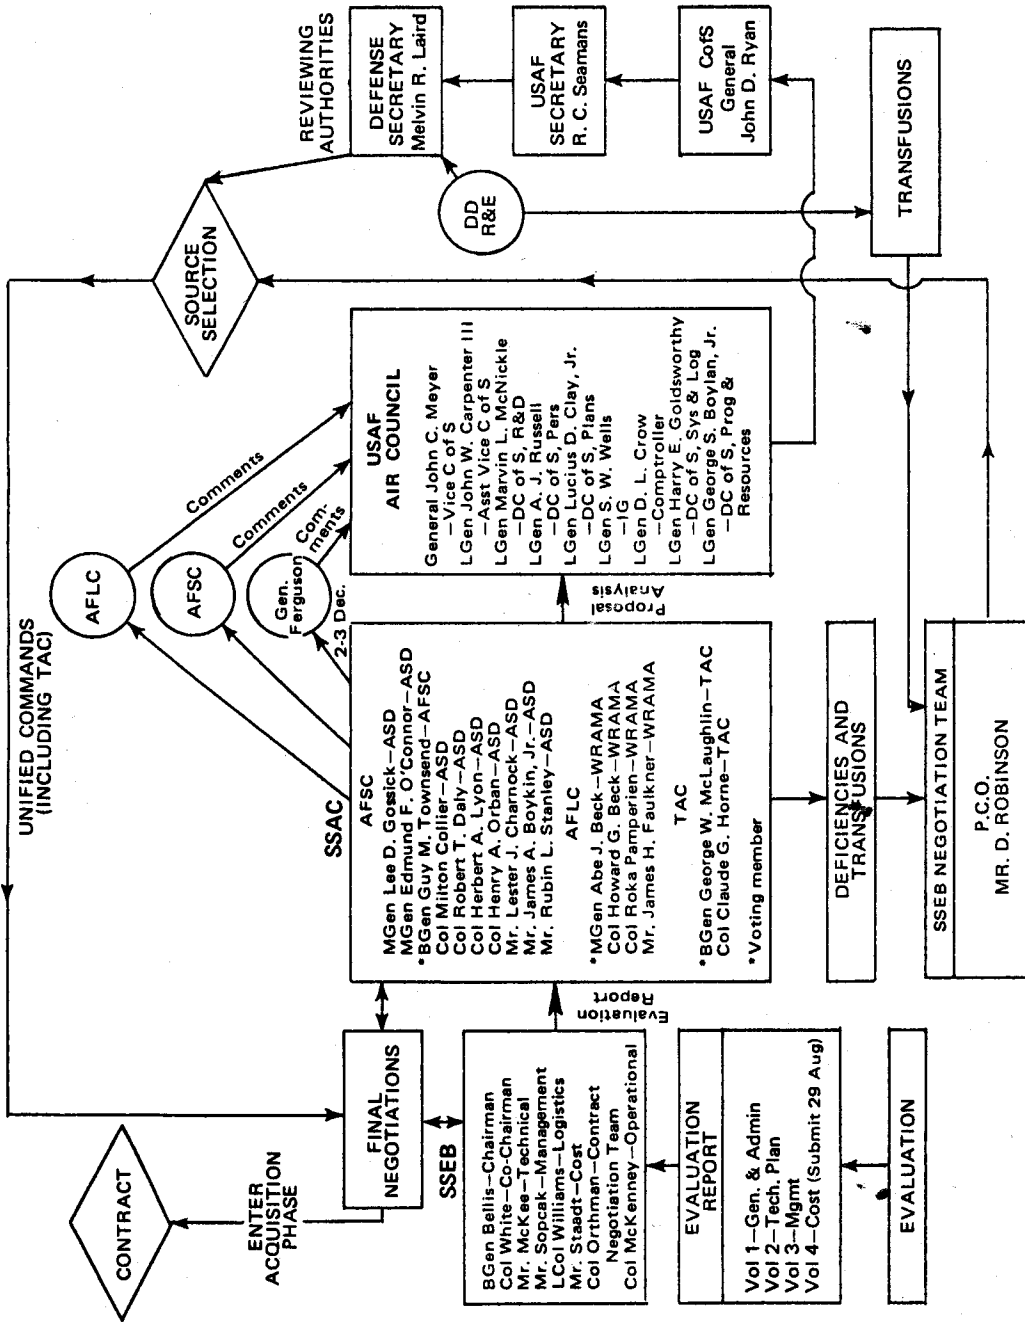 CONTRACT
ENTER
ACQUISITION
PHASE
FINAL
NEGOTIATIONS
SSEB
BGen Bellis—Chairman
Col White—Co-Chairman
Mr. McKee—Technical
Mr. Sopcak—Management
LCol Williams—Logistics
Mr. Staadt—Cost
Col Orthman—Contract
Negotiation Team
Col McKenney—Operational
EVALUATION
REPORT
Vol 1—Gen. & Admin
Vol 2—Tech. Plan
Vol 3—Mgmt
Vol 4—Cost (Submit 29 Aug)
EVALUATION
Evaluation
Report
UNIFIED COMMANDS
(INCLUDING TAC)
SSAC
AFSC
MGen Lee D. Gossick—ASD
MGen Edmund F. O'Connor—ASD
*BGen Guy M. Townsend—AFSC
Col Milton Collier—ASD
Col Robert T. Daly—ASD
Col Herbert A. Lyon—ASD
Col Henry A. Orban—ASD
Mr. Lester J. Charnock—ASD
Mr. James A. Boykin, Jr.—ASD
Mr. Rubin L. Stanley—ASD
AFLC
*MGen Abe J. Beck—WRAMA
Col Howard G. Beck—WRAMA
Col Roka Pamperien—WRAMA
Mr. James H. Faulkner—WRAMA
TAC
*BGen George W. McLaughlin—TAC
Col Claude G. Horne—TAC
*Voting member
DEFICIENCIES AND
TRANSFUSIONS
SSEB NEGOTIATION TEAM
P.C.O.
MR. D. ROBINSON
Proposal
Analysis
AFLC
AFSC
Gen.
Ferguson
2-3 Dec.
Comments
Comments
Com-
ments
USAF
AIR COUNCIL
General John C. Meyer
—Vice C of S
LGen John W. Carpenter III
—Asst Vice C of S
LGen Marvin L. McNickle
—DC of S, R&D
LGen A. J. Russell
—DC of S, Pers
LGen Lucius D. Clay, Jr.
—DC of S, Plans
LGen S. W. Wells
—IG
LGen D. L. Crow
—Comptroller
LGen Harry E. Goldsworthy
—DC of S, Sys & Log
LGen George S. Boylan, Jr.
—DC of S, Prog &
Resources
SOURCE
SELECTION
REVIEWING
AUTHORITIES
DEFENSE
SECRETARY
Melvin R. Laird
DD
R&E
USAF
SECRETARY
R. C. Seamans
USAF CofS
General
John D. Ryan
TRANSFUSIONS